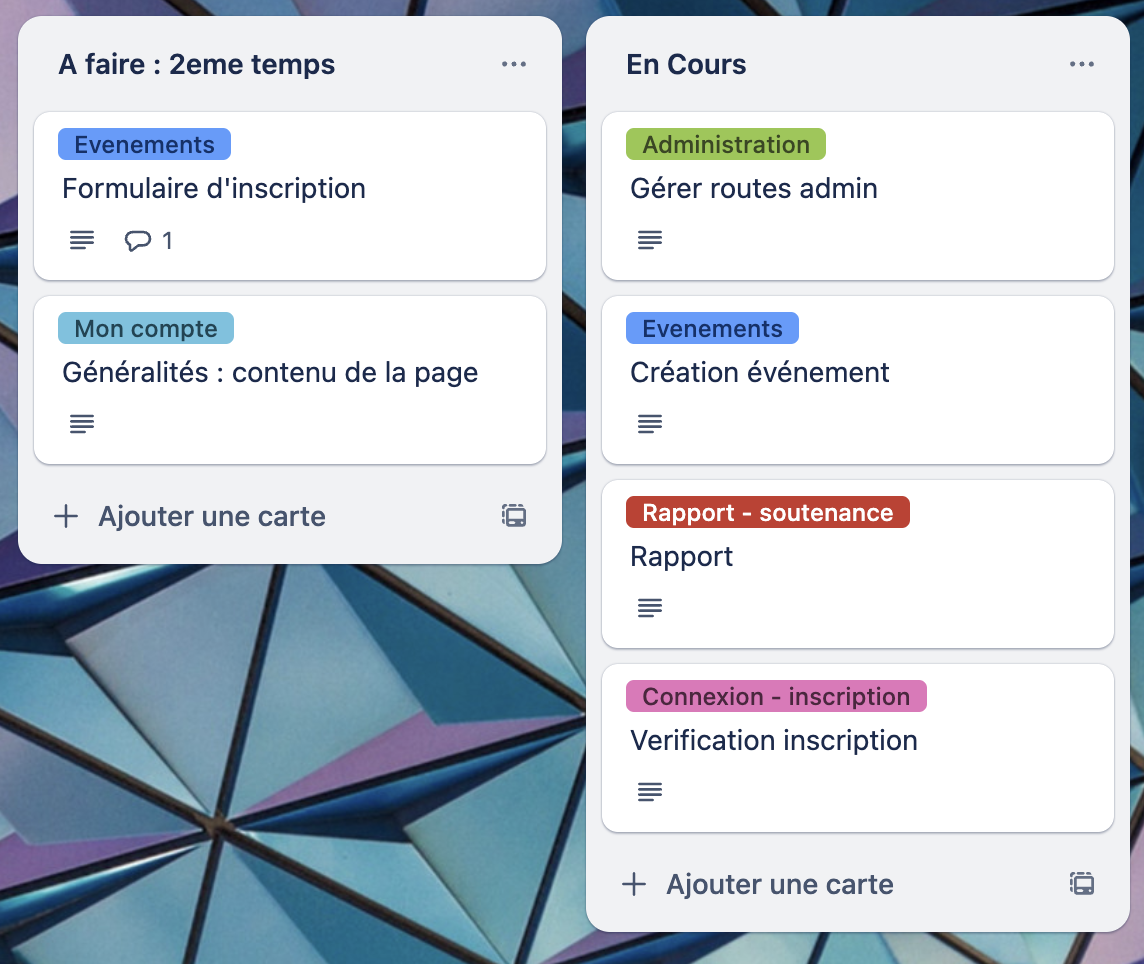 A faire : 2eme temps
Evenements
Formulaire d'inscription
1
Mon compte
Généralités : contenu de la page
Ajouter une carte
En Cours
Administration
Gérer routes admin
Evenements
Création événement
Rapport - soutenance
Rapport
Connexion - inscription
Verification inscription
Ajouter une carte